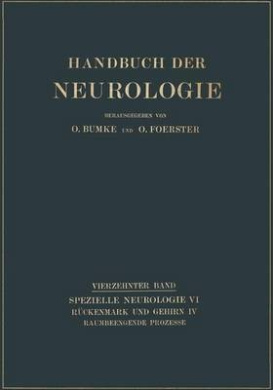 HANDBUCH DER
NEUROLOGIE
HERAUSGEGEBEN VON
O. BUMKE UND O. FOERSTER
VIERZEHNTER BAND
SPEZIELLE NEUROLOGIE VI
RÜCKENMARK UND GEHIRN IV
RAUMBEENGENDE PROZESSE